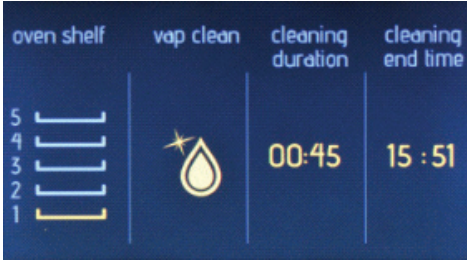 oven shelf
vap clean
cleaning
duration
cleaning
end time
5
4
3
2
1
00:45
15:51